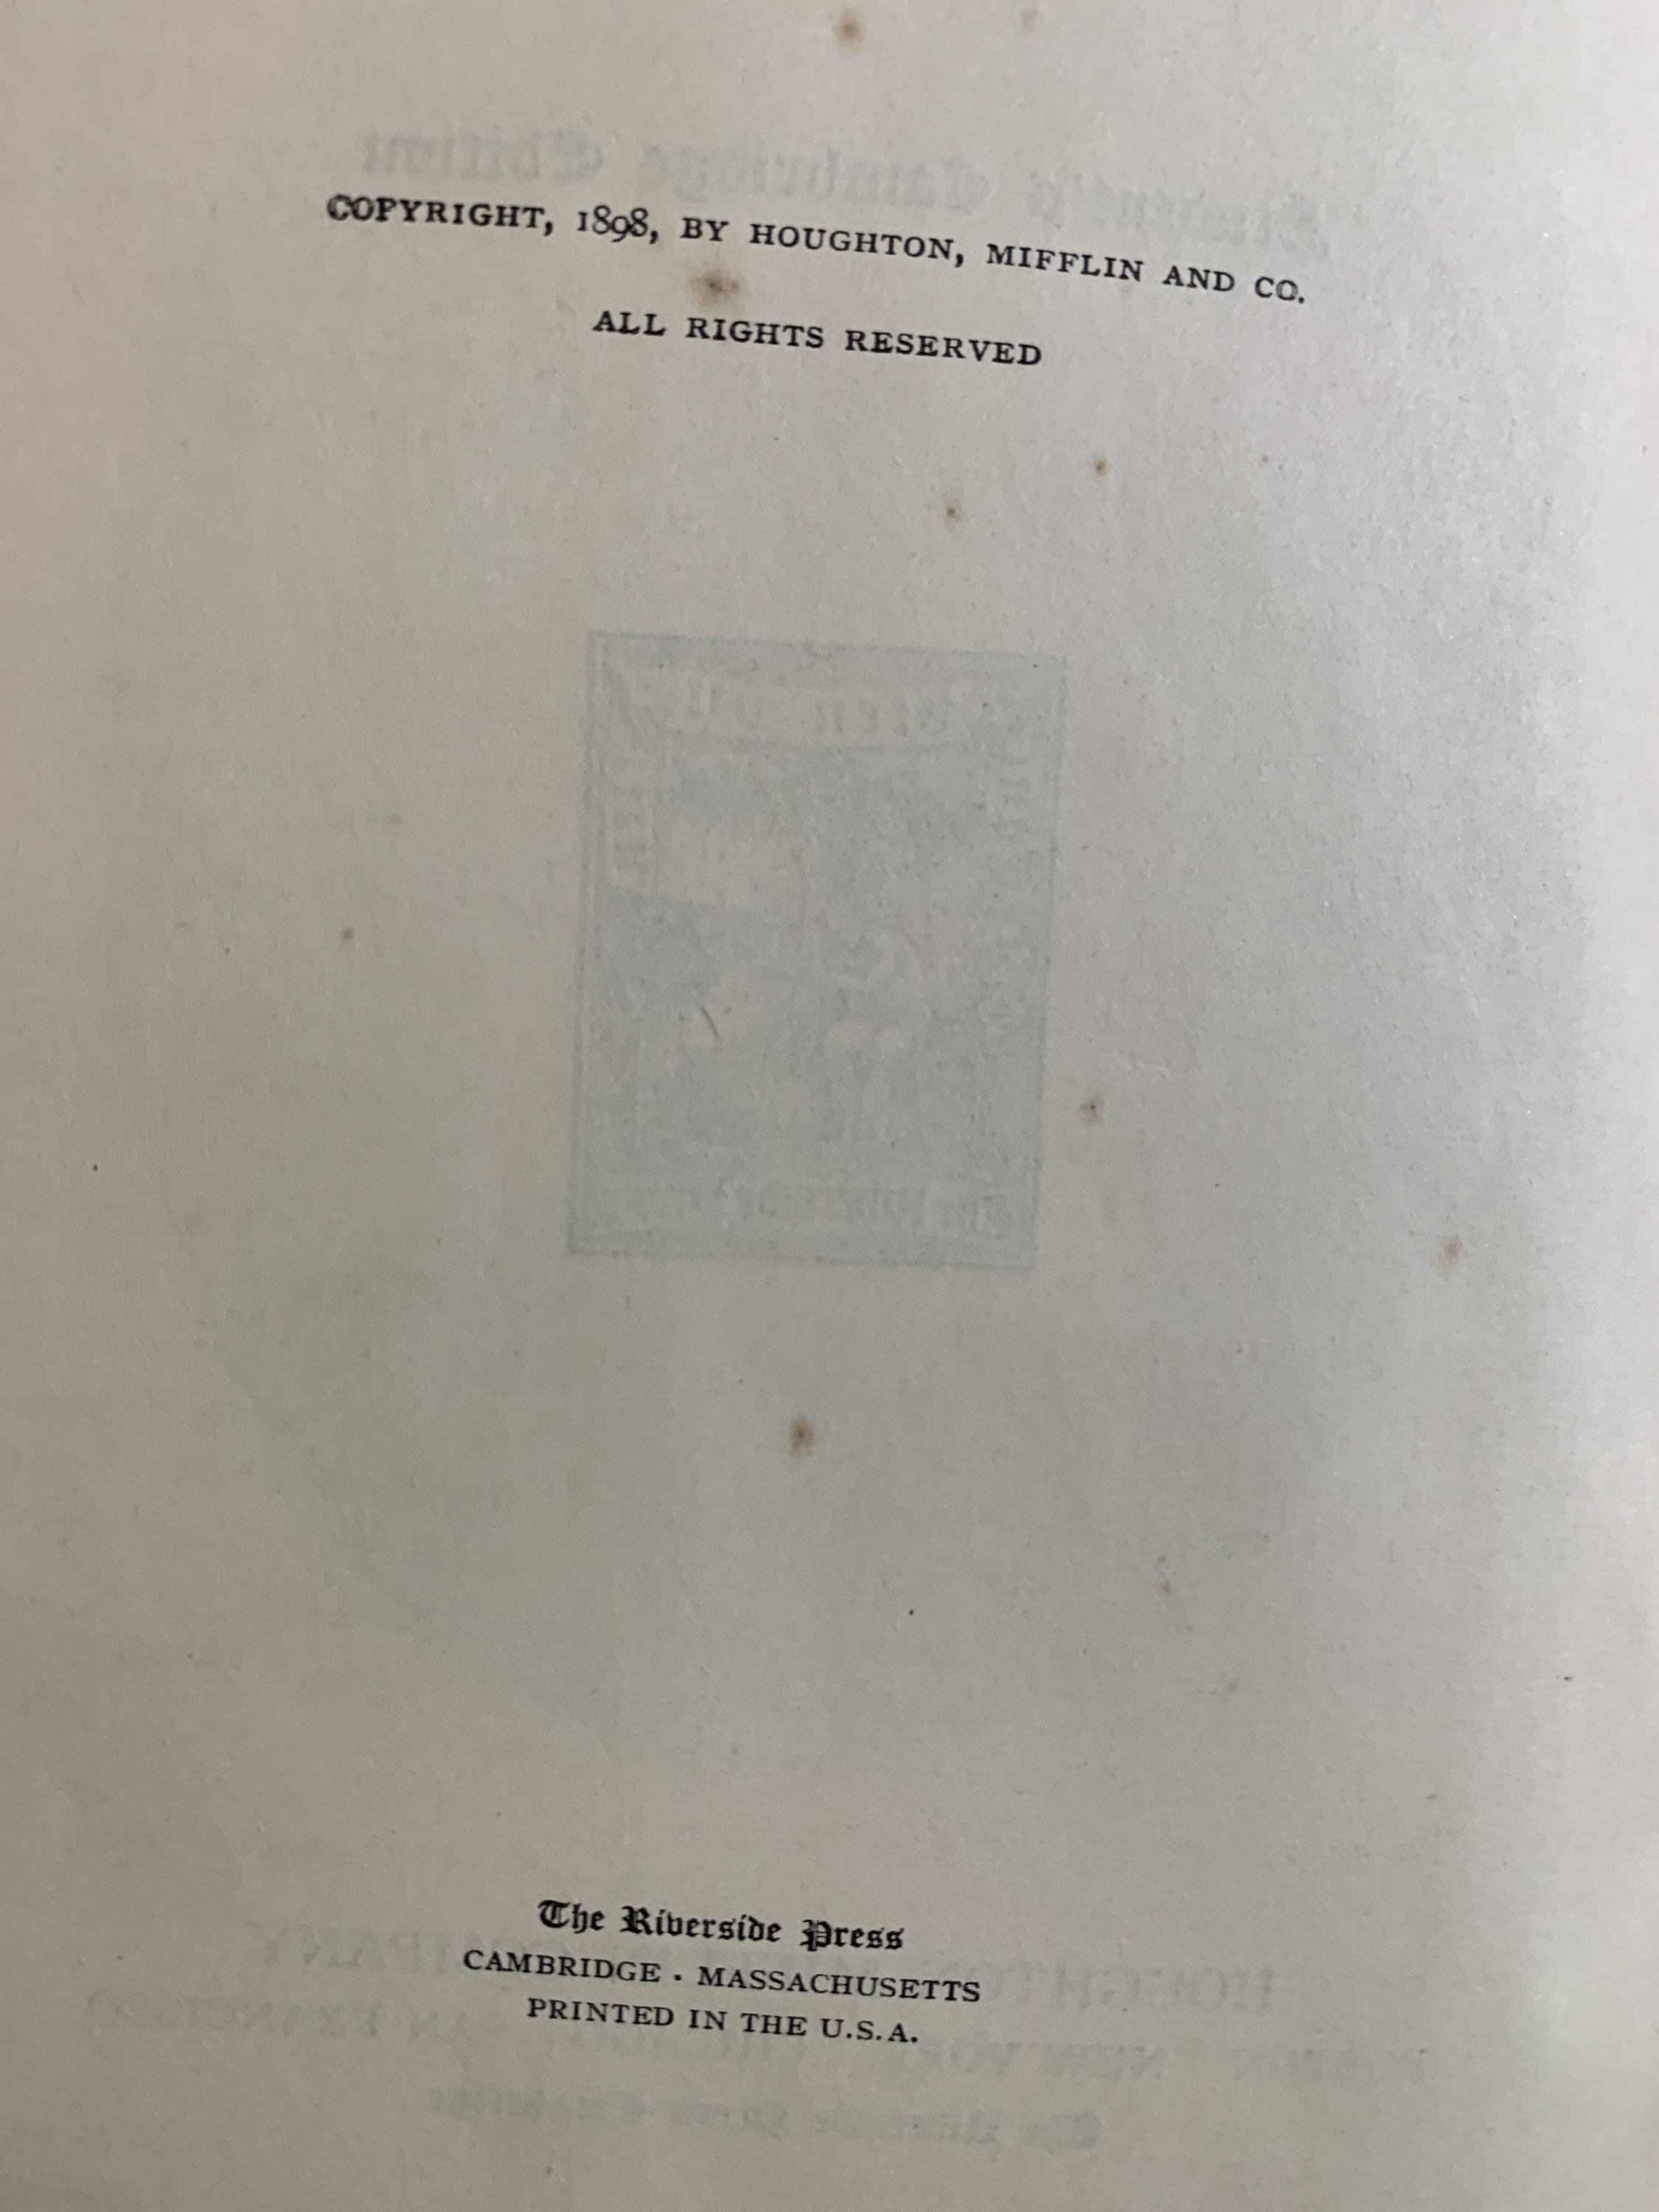 COPYRIGHT, 1898, BY HOUGHTON, MIFFLIN AND CO.
ALL RIGHTS RESERVED
The Riverside Press
CAMBRIDGE . MASSACHUSETTS
PRINTED IN THE U.S.A.